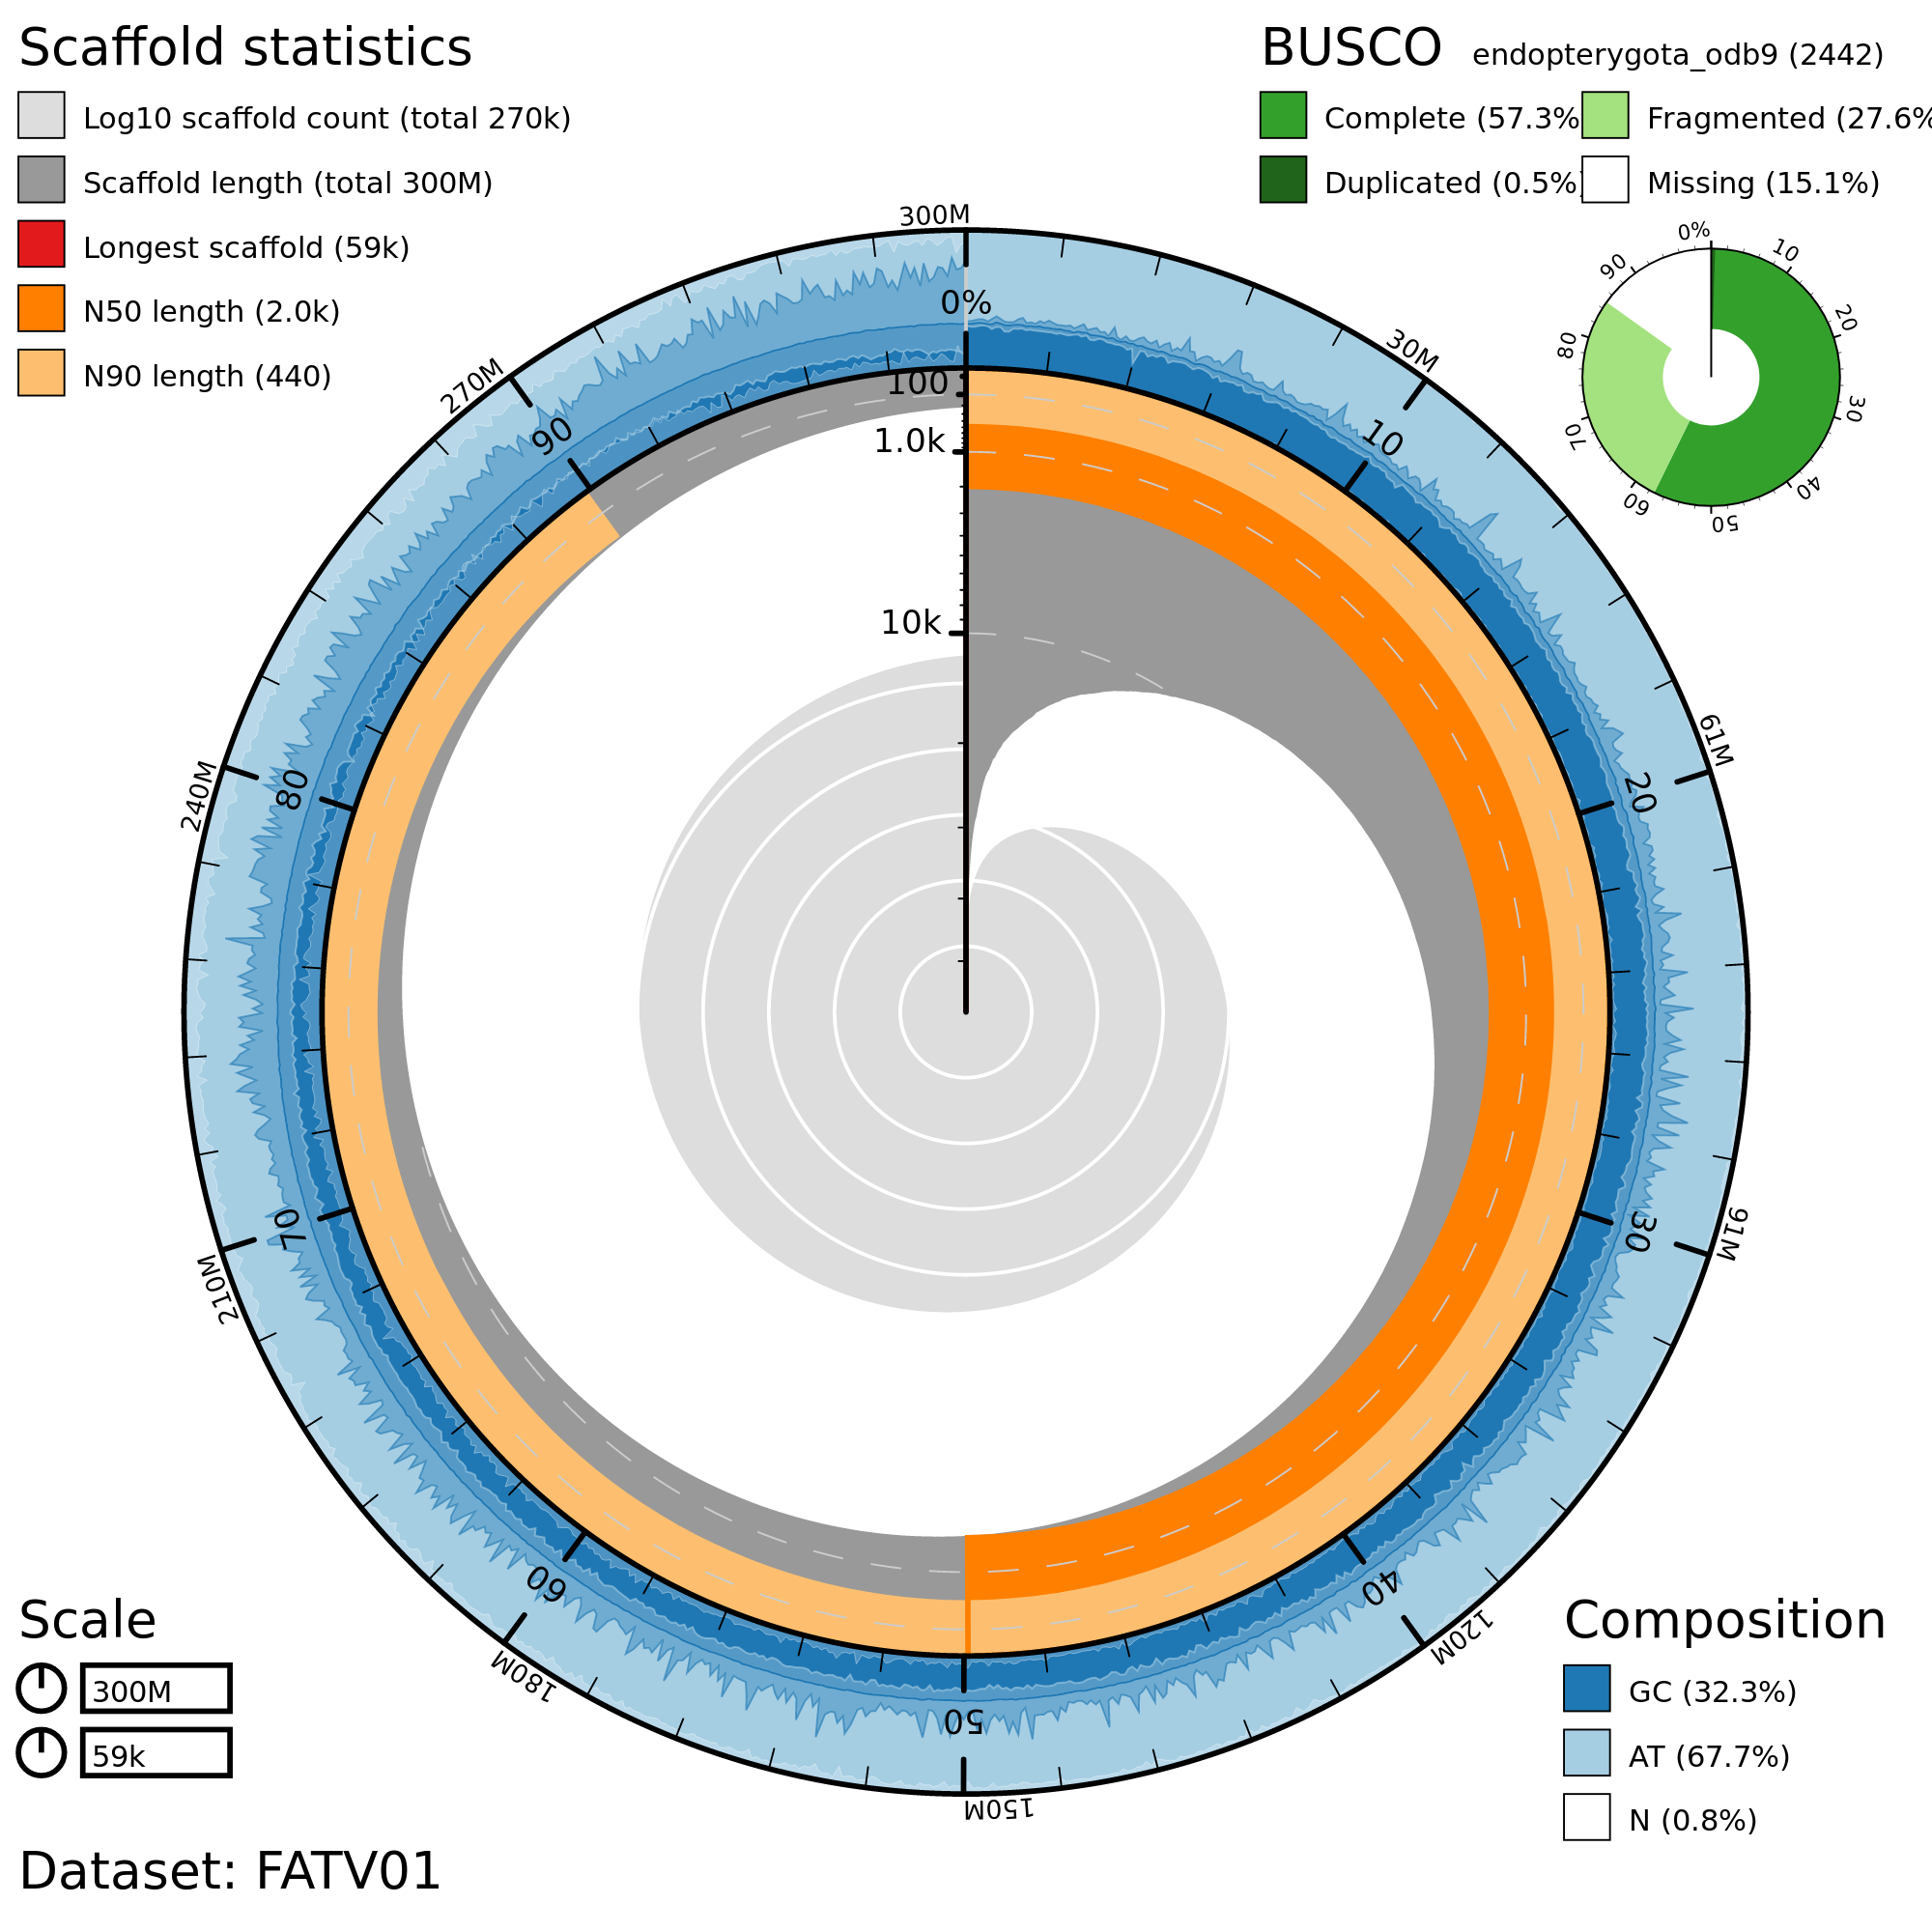 Scaffold statistics
Log10 scaffold count (total 270k)
Scaffold length (total 300M)
Longest scaffold (59k)
N50 length (2.0k)
N90 length (440)
BUSCO endopterygota_odb9 (2442)
Complete (57.3%
Fragmented (27.6%
Duplicated (0.5%)
Missing (15.1%)
0%
10
20
30
40
50
60
70
80
90
300M
30M
61M
91M
120M
150M
180M
210M
240M
270M
0%
10
20
30
40
50
60
70
80
90
100
1.0k
10k
Scale
300M
59k
Composition
GC (32.3%)
AT (67.7%)
N (0.8%)
Dataset: FATV01